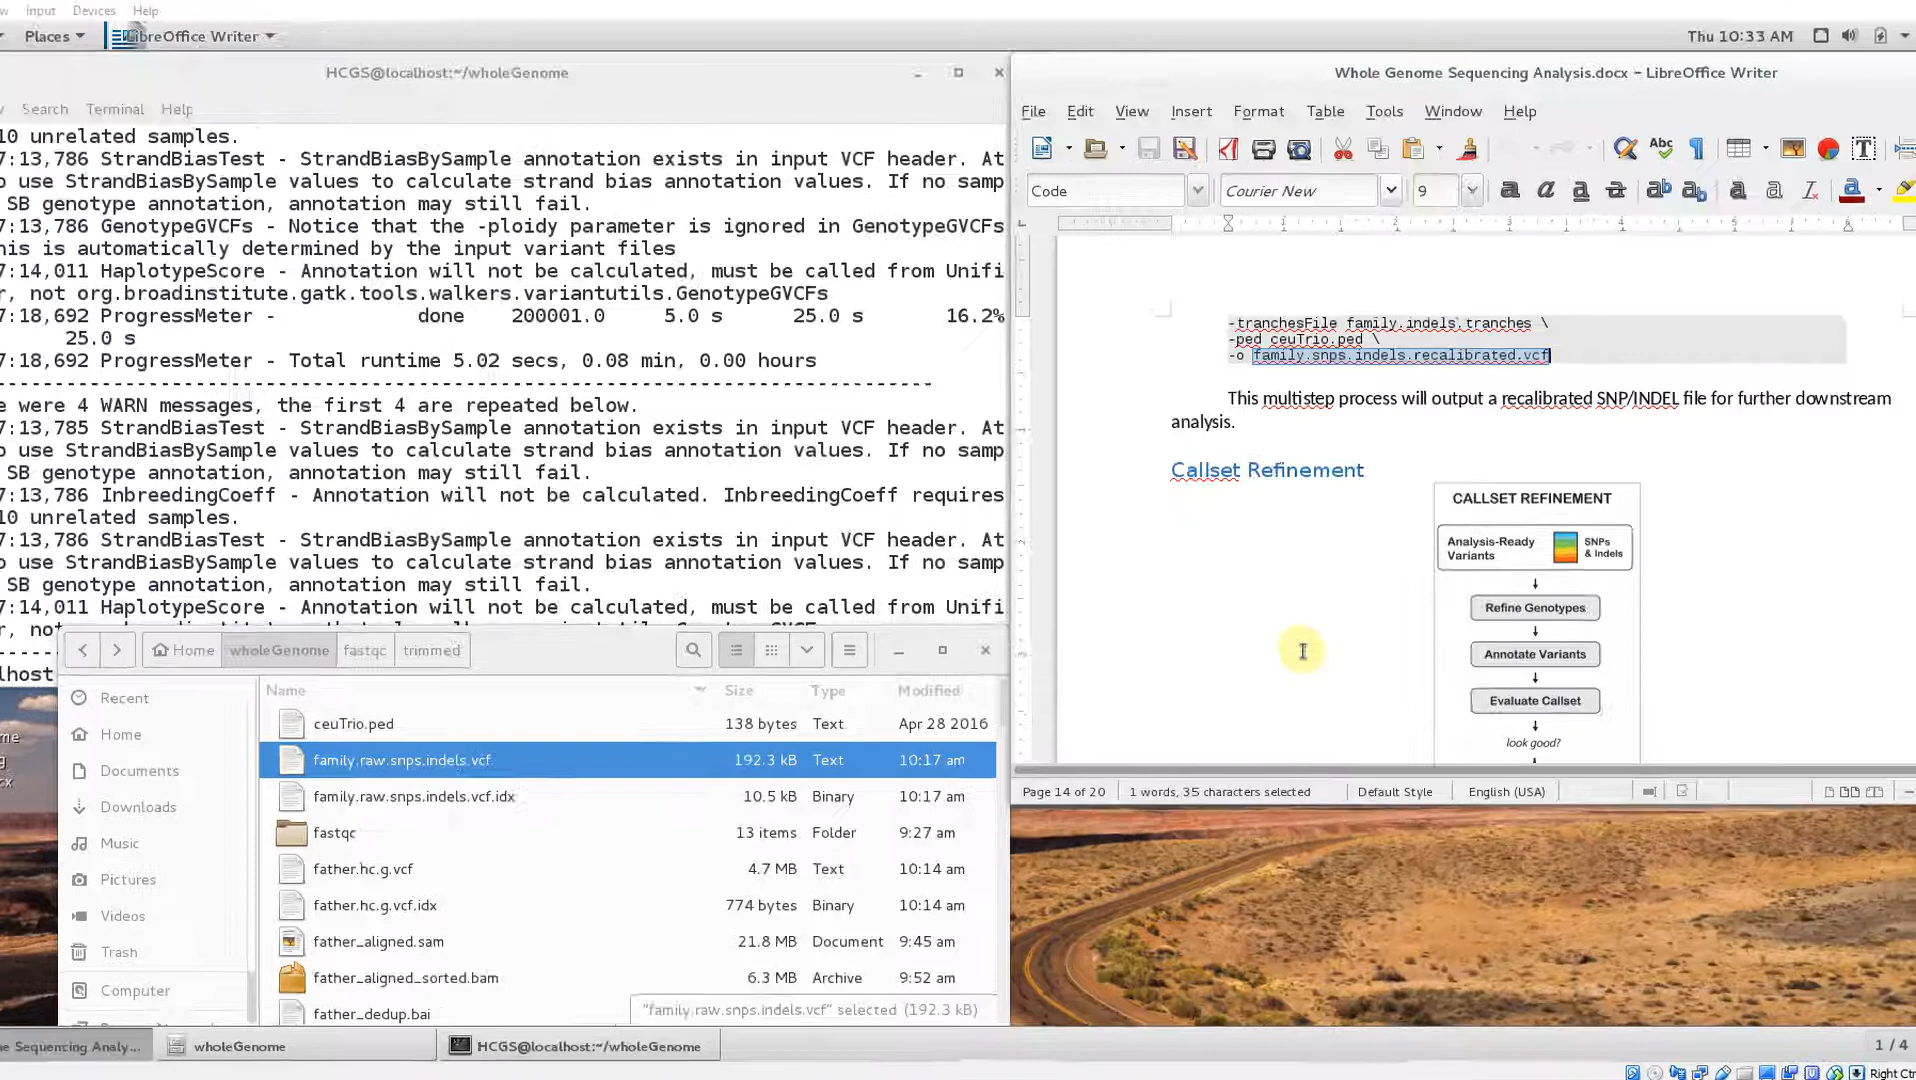 Input Devices Help
Places LibreOffice Writer
Thu 10:33 AM
HCGS@localhost:~/wholeGenome
Search Terminal Help
10 unrelated samples.
7:13,786 StrandBiasTest - StrandBiasBySample annotation exists in input VCF header. At
o use StrandBiasBySample values to calculate strand bias annotation values. If no samp
SB genotype annotation, annotation may still fail.
7:13,786 GenotypeGVCFs - Notice that the -ploidy parameter is ignored in GenotypeGVCFs
his is automatically determined by the input variant files
7:14,011 HaplotypeScore - Annotation will not be calculated, must be called from Unifi
r, not org.broadinstitute.gatk.tools.walkers.variantutils.GenotypeGVCFs
7:18,692 ProgressMeter - done 200001.0 5.0 s 25.0 s 16.2%
25.0 s
7:18,692 ProgressMeter - Total runtime 5.02 secs, 0.08 min, 0.00 hours
--------------------------------------------------------------------------------
e were 4 WARN messages, the first 4 are repeated below.
7:13,785 StrandBiasTest - StrandBiasBySample annotation exists in input VCF header. At
o use StrandBiasBySample values to calculate strand bias annotation values. If no samp
SB genotype annotation, annotation may still fail.
7:13,786 InbreedingCoeff - Annotation will not be calculated. InbreedingCoeff requires
10 unrelated samples.
7:13,786 StrandBiasTest - StrandBiasBySample annotation exists in input VCF header. At
o use StrandBiasBySample values to calculate strand bias annotation values. If no samp
SB genotype annotation, annotation may still fail.
7:14,011 HaplotypeScore - Annotation will not be calculated, must be called from Unifi
r, not
lhost:
Home wholeGenome fastqc trimmed
Recent
Home
Documents
Downloads
Music
Pictures
Videos
Trash
Computer
Name Size Type Modified
ceuTrio.ped 138 bytes Text Apr 28 2016
family.raw.snps.indels.vcf 192.3 kB Text 10:17 am
family.raw.snps.indels.vcf.idx 10.5 kB Binary 10:17 am
fastqc 13 items Folder 9:27 am
father.hc.g.vcf 4.7 MB Text 10:14 am
father.hc.g.vcf.idx 774 bytes Binary 10:14 am
father_aligned.sam 21.8 MB Document 9:45 am
father_aligned_sorted.bam 6.3 MB Archive 9:52 am
father_dedup.bai
"family.raw.snps.indels.vcf" selected (192.3 kB)
Whole Genome Sequencing Analysis.docx - LibreOffice Writer
File Edit View Insert Format Table Tools Window Help
Code Courier New 9
-tranchesFile family.indels.tranches \
-ped ceuTrio.ped \
-o family.snps.indels.recalibrated.vcf
This multistep process will output a recalibrated SNP/INDEL file for further downstream
analysis.
Callset Refinement
CALLSET REFINEMENT
Analysis-Ready
Variants
SNPs
& Indels
Refine Genotypes
Annotate Variants
Evaluate Callset
look good?
Page 14 of 20 1 words, 35 characters selected Default Style English (USA)
e Sequencing Analy... wholeGenome HCGS@localhost:~/wholeGenome 1 / 4
Right Ctr